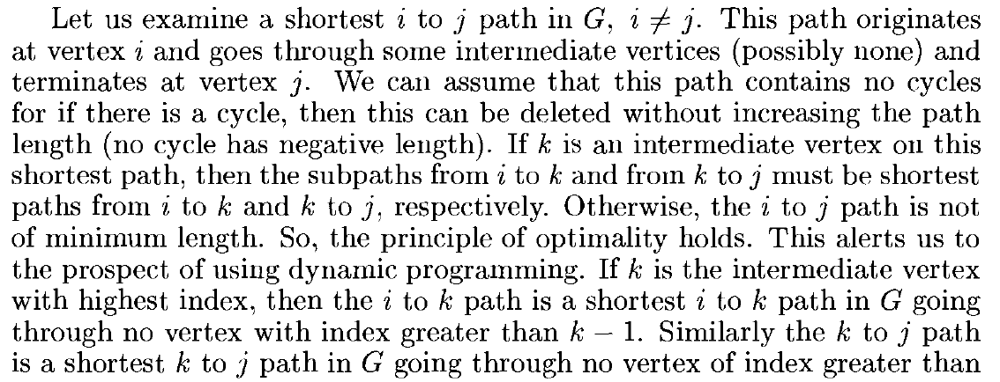 Let us examine a shortest i to j path in G, i ≠ j. This path originates
at vertex i and goes through some intermediate vertices (possibly none) and
terminates at vertex j. We can assume that this path contains no cycles
for if there is a cycle, then this can be deleted without increasing the path
length (no cycle has negative length). If k is an intermediate vertex on this
shortest path, then the subpaths from i to k and from k to j must be shortest
paths from i to k and k to j, respectively. Otherwise, the i to j path is not
of minimum length. So, the principle of optimality holds. This alerts us to
the prospect of using dynamic programming. If k is the intermediate vertex
with highest index, then the i to k path is a shortest i to k path in G going
through no vertex with index greater than k − 1. Similarly the k to j path
is a shortest k to j path in G going through no vertex of index greater than